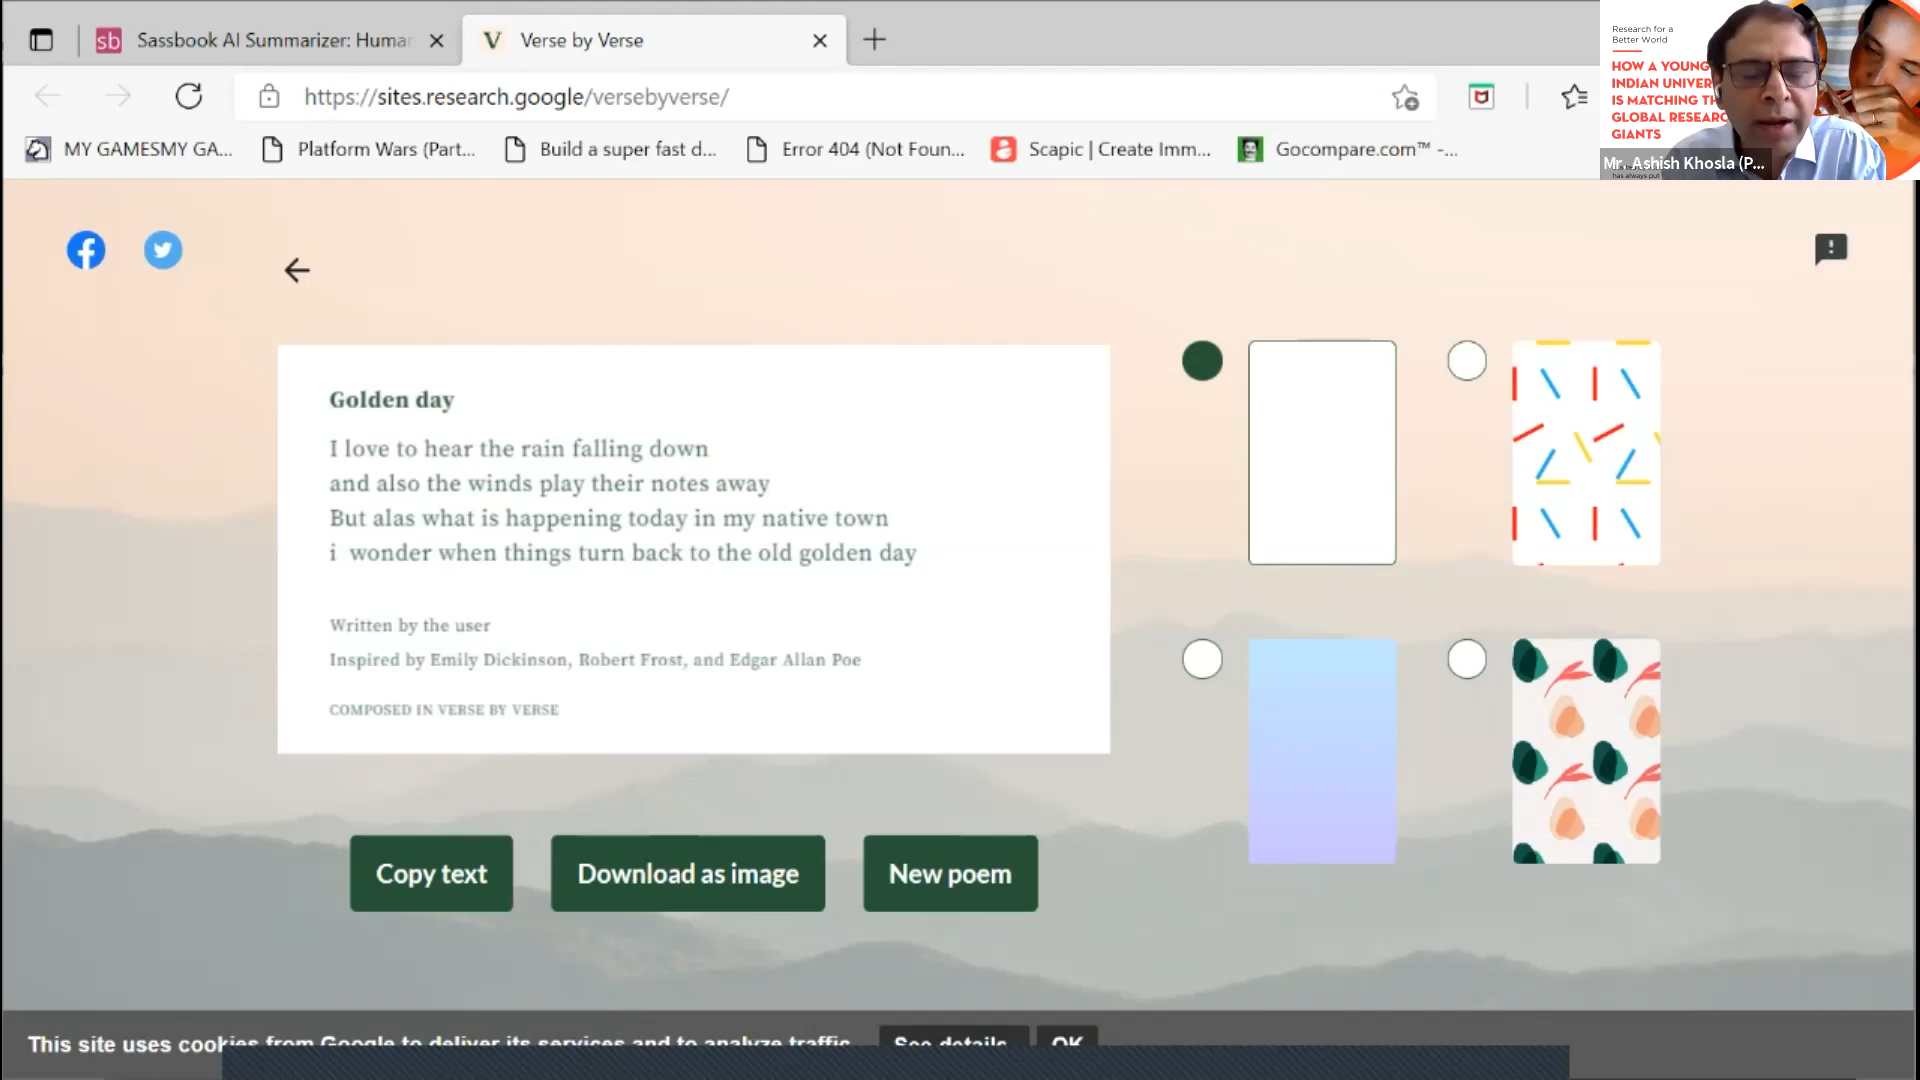 sb Sassbook AI Summarizer: Humar
V Verse by Verse
https://sites.research.google/versebyverse/
MY GAMESMY GA...
Platform Wars (Part...
Build a super fast d...
Error 404 (Not Foun...
Scapic | Create Imm...
Gocompare.com™ -...
Research for a
Better World
HOW A YOUNG
INDIAN UNIVER
IS MATCHING TH
GLOBAL RESEARC
GIANTS
Mr. Ashish Khosla (P...
has always put
Golden day
I love to hear the rain falling down
and also the winds play their notes away
But alas what is happening today in my native town
i  wonder when things turn back to the old golden day
Written by the user
Inspired by Emily Dickinson, Robert Frost, and Edgar Allan Poe
COMPOSED IN VERSE BY VERSE
Copy text
Download as image
New poem
This site uses cookies from Google to deliver its services and to analyze traffic.
See details
OK